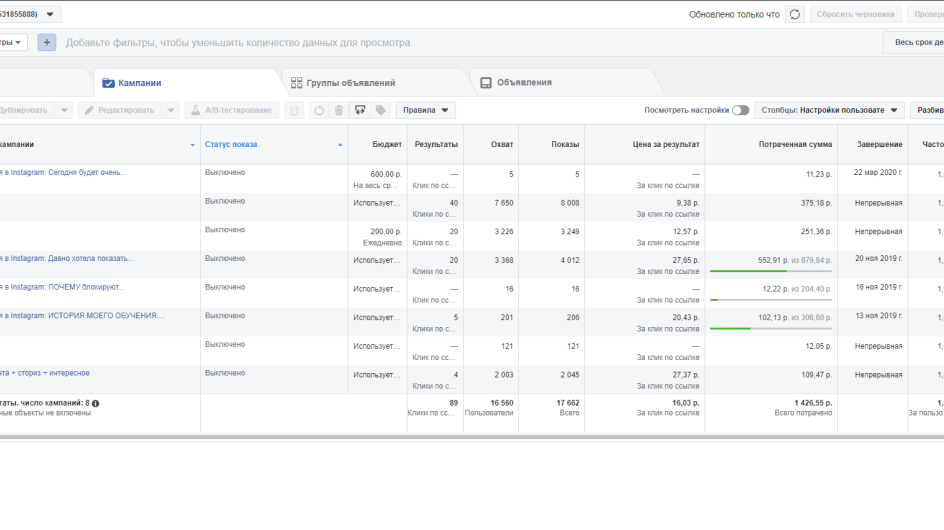 531855888)
Обновлено только что
Сбросить черновики
Провер
тры
+ Добавьте фильтры, чтобы уменьшить количество данных для просмотра.
Весь срок де
Кампании
Группы объявлений
Объявления
Дублировать
Редактировать
A/B-тестирование
Правила
Посмотреть настройки
Столбцы: Настройки пользовате
Разбив
кампании Статус показа Бюджет Результаты Охват Показы Цена за результат Потраченная сумма Завершение Часто
я в Instagram: Сегодня будет очень... Выключено 600,00 р. — 5 5 — 11,23 р. 22 мар 2020 г. 1,
На весь ср... Клик по сс... За клик по ссылке
Выключено Использует... 40 7 650 8 008 9,38 р. 375,18 р. Непрерывная 1,
Клики по с... За клик по ссылке
Выключено 200,00 р. 20 3 226 3 249 12,57 р. 251,36 р. Непрерывная 1,
Ежедневно Клики по с... За клик по ссылке
я в Instagram: Давно хотела показать... Выключено Использует... 20 3 368 4 012 27,65 р. 552,91 р. из 879,84 р. 20 ноя 2019 г. 1,
Клики по с... За клик по ссылке
я в Instagram: ПОЧЕМУ блокируют... Выключено Использует... — 16 16 — 12,22 р. из 204,40 р. 16 ноя 2019 г. 1,
Клик по сс... За клик по ссылке
я в Instagram: ИСТОРИЯ МОЕГО ОБУЧЕНИЯ.... Выключено Использует... 5 201 206 20,43 р. 102,13 р. из 306,60 р. 13 ноя 2019 г. 1,
Клики по с... За клик по ссылке
Выключено Использует... — 121 121 — 12,05 р. Непрерывная 1,
Клик по сс... За клик по ссылке
нта + сториз + интересное Выключено Использует... 4 2 003 2 045 27,37 р. 109,47 р. Непрерывная 1,
Клики по с... За клик по ссылке
таты, число кампаний: 8 89 16 560 17 662 16,03 р. 1 426,55 р. 1,
ные объекты не включены Клики по сс... Пользователи Всего За клик по ссылке Всего потрачено За пользо